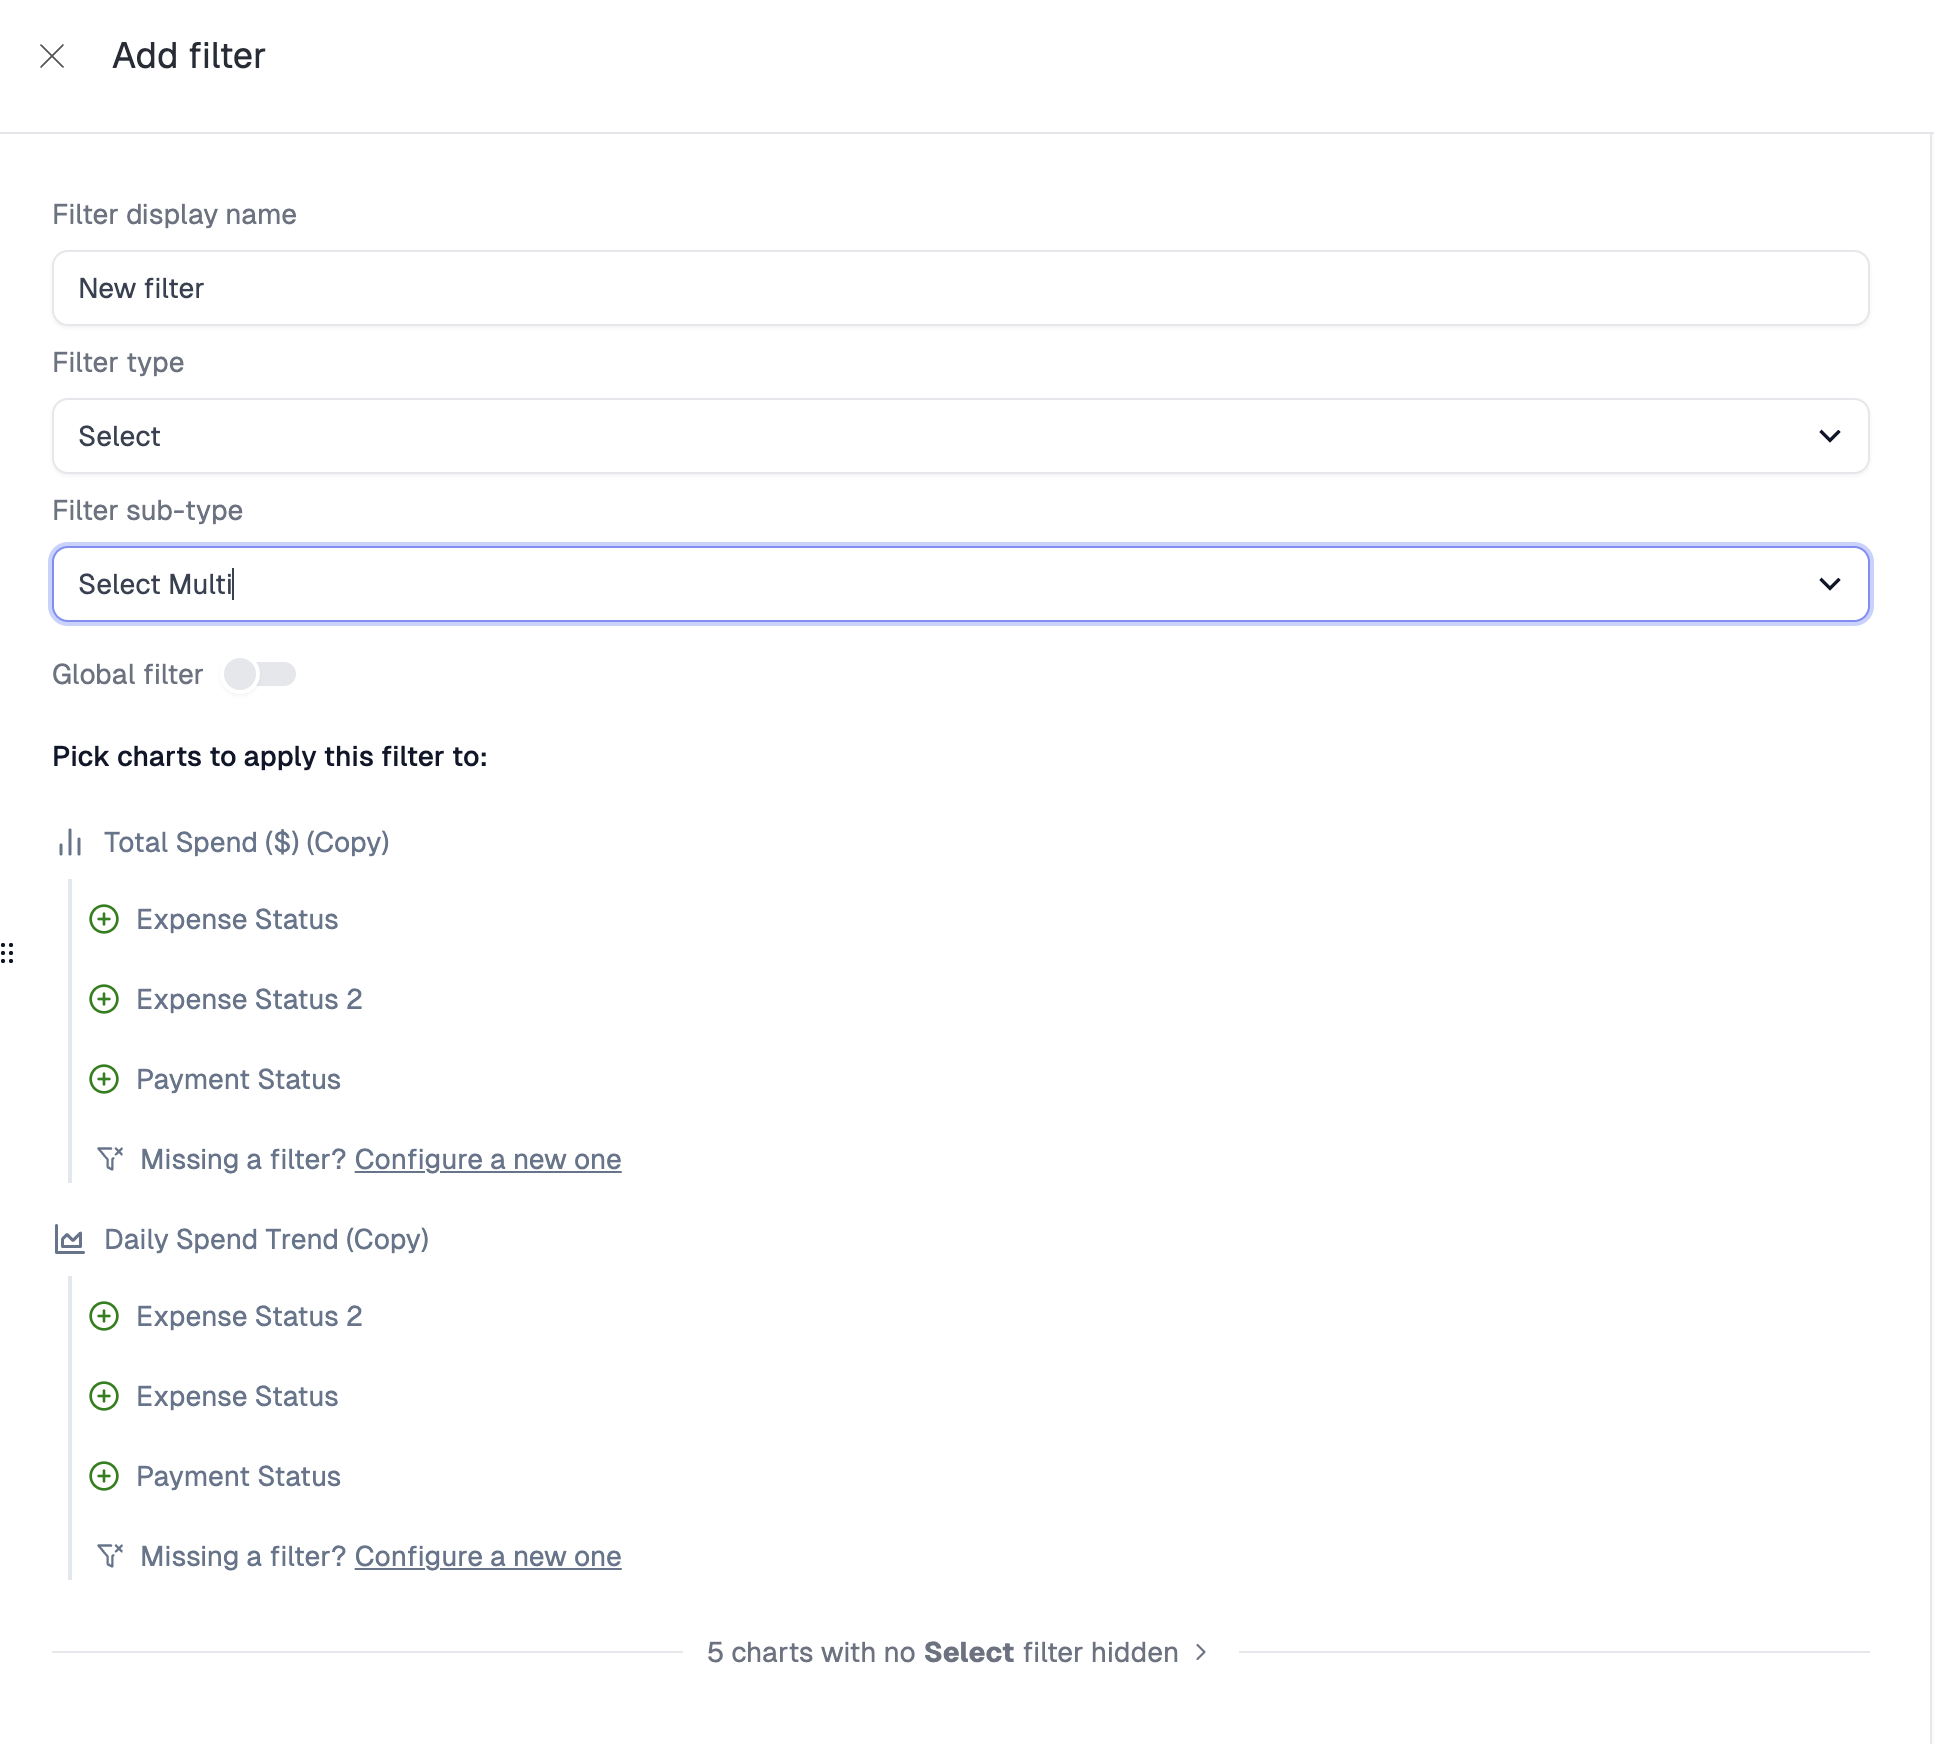 Add filter
Filter display name
New filter
Filter type
Select
Filter sub-type
Select Multi
Global filter
Pick charts to apply this filter to:
Total Spend ($) (Copy)
Expense Status
Expense Status 2
Payment Status
Missing a filter? Configure a new one
Daily Spend Trend (Copy)
Expense Status 2
Expense Status
Payment Status
Missing a filter? Configure a new one
5 charts with no Select filter hidden